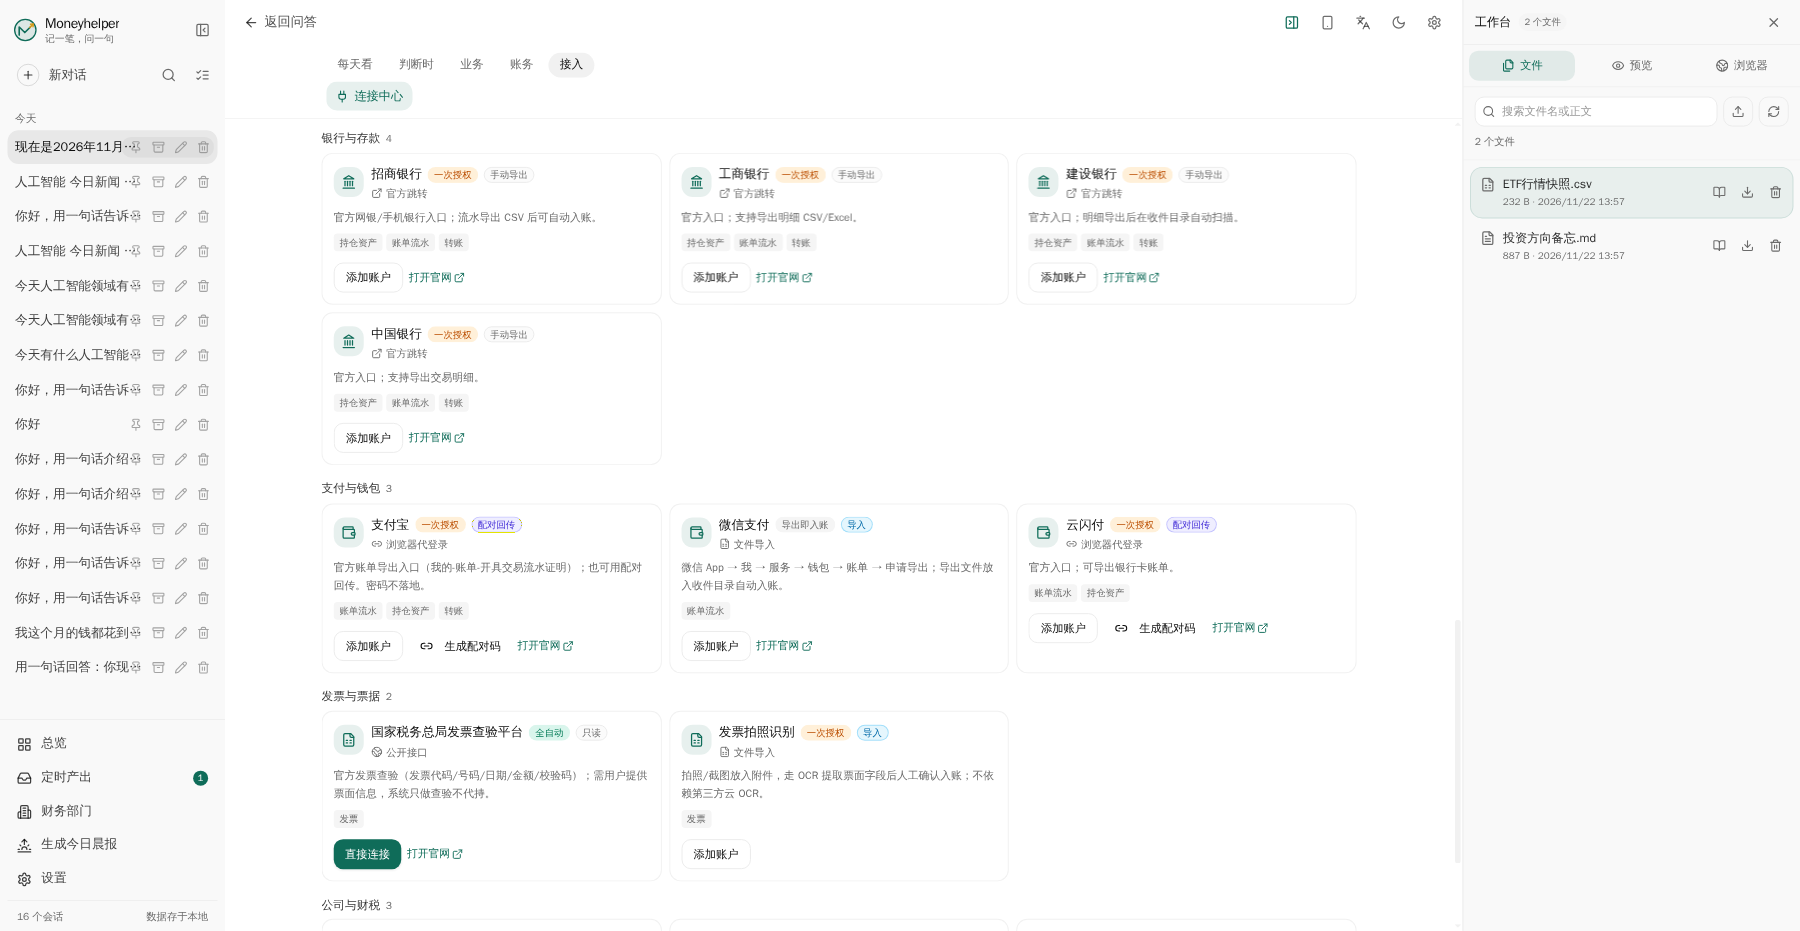 Moneyhelper
记一笔，问一句
新对话
今天
现在是2026年11月…
人工智能 今日新闻 …
你好，用一句话告诉…
人工智能 今日新闻 …
今天人工智能领域有…
今天人工智能领域有…
今天有什么人工智能…
你好，用一句话告诉…
你好
你好，用一句话介绍…
你好，用一句话介绍…
你好，用一句话告诉…
你好，用一句话告诉…
你好，用一句话告诉…
我这个月的钱都花到…
用一句话回答：你现…
总览
定时产出 1
财务部门
生成今日晨报
设置
16 个会话 数据存于本地
返回问答
每天看 判断时 业务 账务 接入
连接中心
银行与存款 4
招商银行 一次授权 手动导出
官方跳转
官方网银/手机银行入口；流水导出 CSV 后可自动入账。
持仓资产 账单流水 转账
添加账户 打开官网
工商银行 一次授权 手动导出
官方跳转
官方入口；支持导出明细 CSV/Excel。
持仓资产 账单流水 转账
添加账户 打开官网
建设银行 一次授权 手动导出
官方跳转
官方入口；明细导出后在收件目录自动扫描。
持仓资产 账单流水 转账
添加账户 打开官网
中国银行 一次授权 手动导出
官方跳转
官方入口；支持导出交易明细。
持仓资产 账单流水 转账
添加账户 打开官网
支付与钱包 3
支付宝 一次授权 配对回传
浏览器代登录
官方账单导出入口（我的-账单-开具交易流水证明）；也可用配对
回传。密码不落地。
账单流水 持仓资产 转账
添加账户 生成配对码 打开官网
微信支付 导出即入账 导入
文件导入
微信 App → 我 → 服务 → 钱包 → 账单 → 申请导出；导出文件放
入收件目录自动入账。
账单流水
添加账户 打开官网
云闪付 一次授权 配对回传
浏览器代登录
官方入口；可导出银行卡账单。
账单流水 持仓资产
添加账户 生成配对码 打开官网
发票与票据 2
国家税务总局发票查验平台 全自动 只读
公开接口
官方发票查验（发票代码/号码/日期/金额/校验码）；需用户提供
票面信息，系统只做查验不代持。
发票
直接连接 打开官网
发票拍照识别 一次授权 导入
文件导入
拍照/截图放入附件，走 OCR 提取票面字段后人工确认入账；不依
赖第三方云 OCR。
发票
添加账户
公司与财税 3
工作台 2 个文件
文件 预览 浏览器
搜索文件名或正文
2 个文件
ETF行情快照.csv
232 B · 2026/11/22 13:57
投资方向备忘.md
887 B · 2026/11/22 13:57